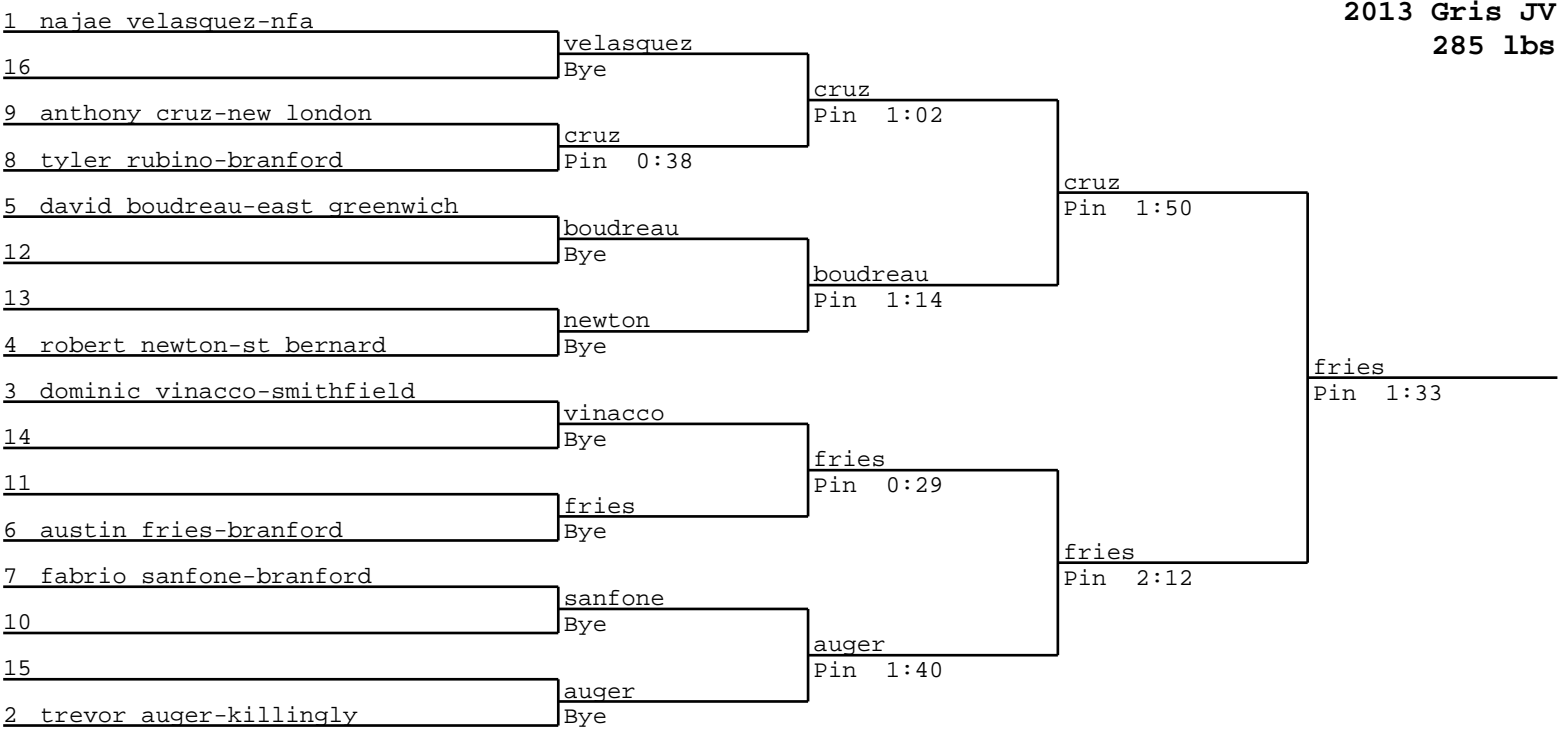 2013 Gris JV
285 lbs
1 najae velasquez-nfa
16
9 anthony cruz-new london
8 tyler rubino-branford
5 david boudreau-east greenwich
12
13
4 robert newton-st bernard
3 dominic vinacco-smithfield
14
11
6 austin fries-branford
7 fabrio sanfone-branford
10
15
2 trevor auger-killingly
velasquez
Bye
cruz
Pin 0:38
boudreau
Bye
newton
Bye
vinacco
Bye
fries
Bye
sanfone
Bye
auger
Bye
cruz
Pin 1:02
boudreau
Pin 1:14
fries
Pin 0:29
auger
Pin 1:40
cruz
Pin 1:50
fries
Pin 2:12
fries
Pin 1:33